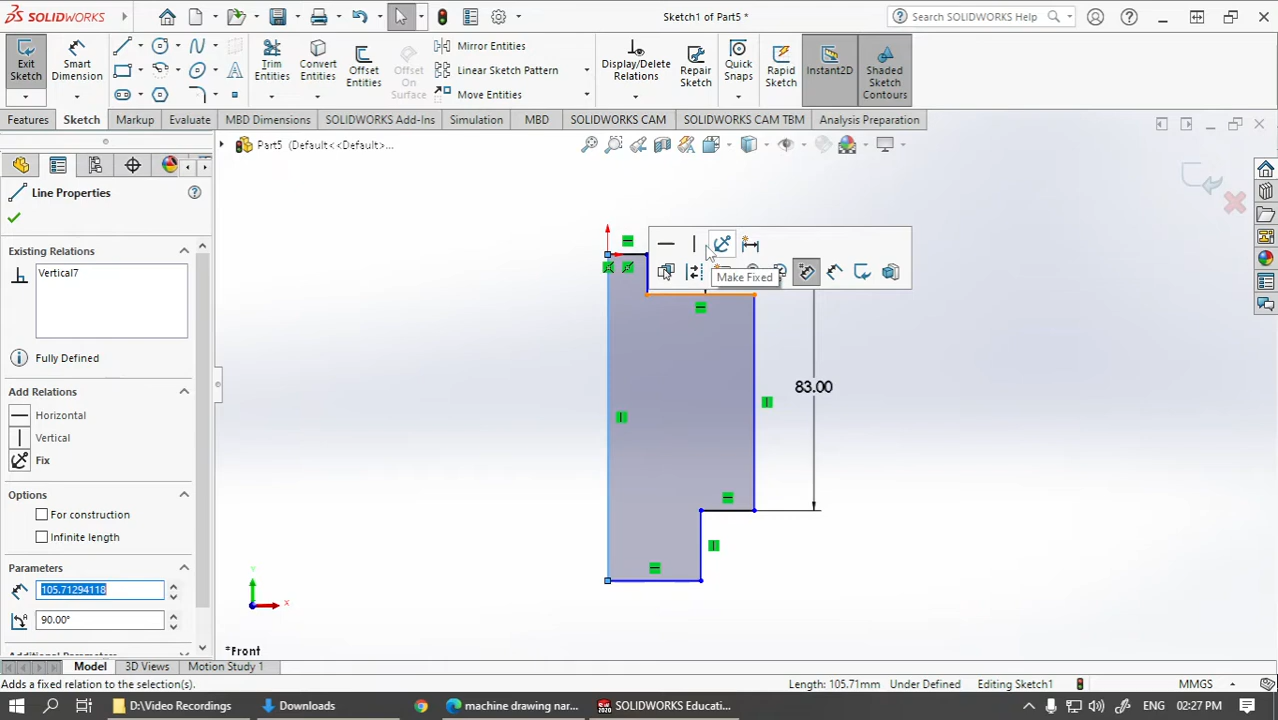 SOLIDWORKS
Sketch1 of Part5 *
Search SOLIDWORKS Help
Exit Sketch
Smart Dimension
Trim Entities
Convert Entities
Offset Entities
Offset On Surface
Mirror Entities
Linear Sketch Pattern
Move Entities
Display/Delete Relations
Repair Sketch
Quick Snaps
Rapid Sketch
Instant2D
Shaded Sketch Contours
Features
Sketch
Markup
Evaluate
MBD Dimensions
SOLIDWORKS Add-Ins
Simulation
MBD
SOLIDWORKS CAM
SOLIDWORKS CAM TBM
Analysis Preparation
Part5 (Default<<Default>...
Line Properties
Existing Relations
Vertical7
Fully Defined
Add Relations
Horizontal
Vertical
Fix
Options
For construction
Infinite length
Parameters
105.71294118
90.00°
Make Fixed
83.00
Y
X
*Front
Model
3D Views
Motion Study 1
Adds a fixed relation to the selection(s).
Length: 105.71mm
Under Defined
Editing Sketch1
MMGS
D:\Video Recordings
Downloads
machine drawing nar...
SOLIDWORKS Educati...
ENG
02:27 PM